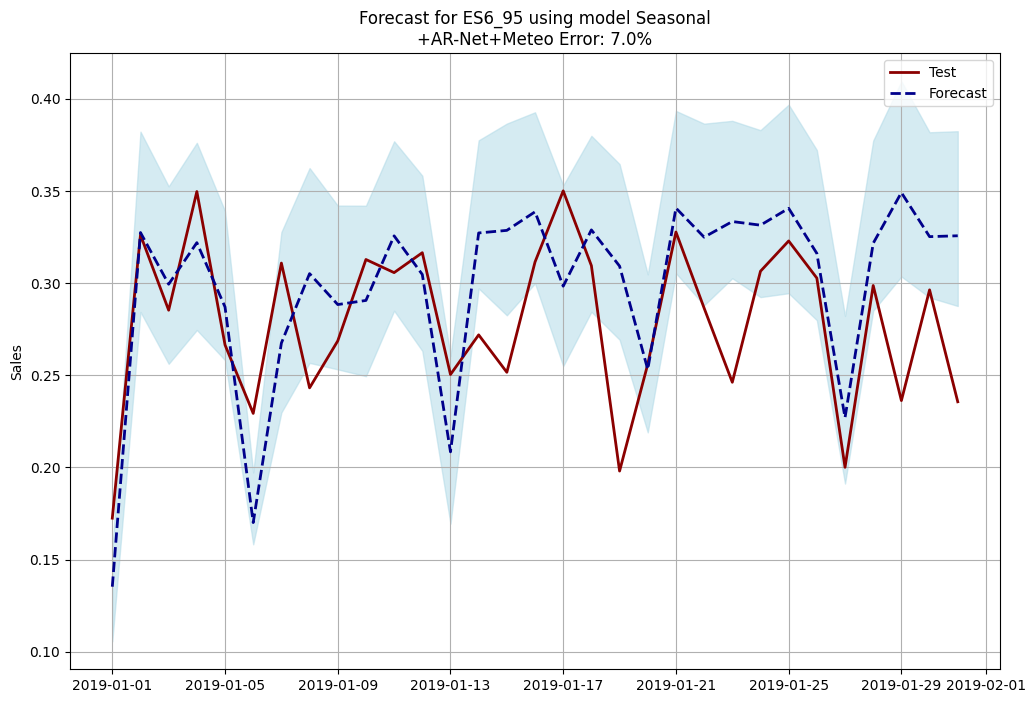 Forecast for ES6_95 using model Seasonal
+AR-Net+Meteo Error: 7.0%
Test
Forecast
Sales
0.40
0.35
0.30
0.25
0.20
0.15
0.10
2019-01-01 2019-01-05 2019-01-09 2019-01-13 2019-01-17 2019-01-21 2019-01-25 2019-01-29 2019-02-01